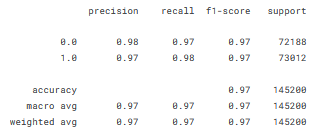 precision recall f1-score support
0.0 0.98 0.97 0.97 72188
1.0 0.97 0.98 0.97 73012
accuracy 0.97 145200
macro avg 0.97 0.97 0.97 145200
weighted avg 0.97 0.97 0.97 145200